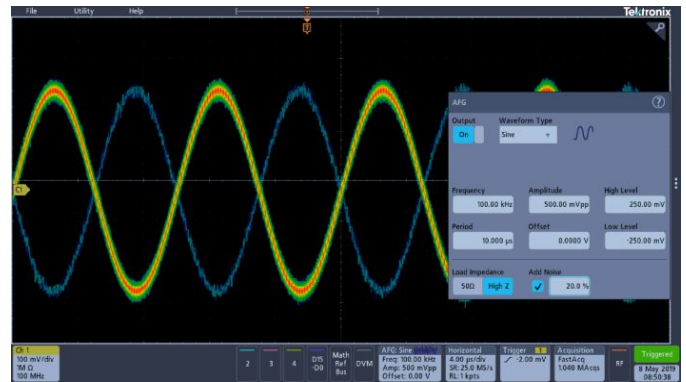 File Utility Help Tektronix
T
C1
AFG ?
Output Waveform Type
On Sine
Frequency Amplitude High Level
100.00 kHz 500.00 mVpp 250.00 mV
Period Offset Low Level
10.000 µs 0.0000 V -250.00 mV
Load Impedance Add Noise
50Ω High Z 20.0 %
Ch 1
100 mV/div
1M Ω
100 MHz
2 3 4
D15
-D0
Math
Ref
Bus
DVM
AFG: Sine
Freq: 100.00 kHz
Amp: 500 mVpp
Offset: 0.00 V
Horizontal
4.00 µs/div
SR: 25.0 MS/s
RL: 1 kpts
Trigger 1
-2.00 mV
Acquisition
FastAcq
1.040 MAcqs
RF
Triggered
8 May 2019
08:50:38